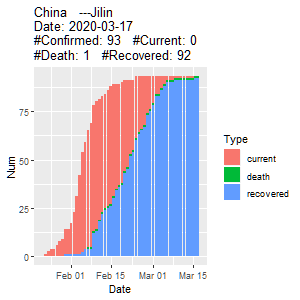 China   ---Jilin
Date: 2020-03-17
#Confirmed: 93   #Current: 0
#Death: 1   #Recovered: 92
Num
75
50
25
0
Feb 01
Feb 15
Mar 01
Mar 15
Date
Type
current
death
recovered